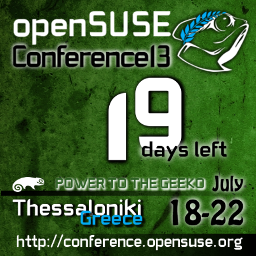 openSUSE
Conference13
19
days left
POWER TO THE GEEKO July
Thessaloniki 18-22
Greece
http://conference.opensuse.org